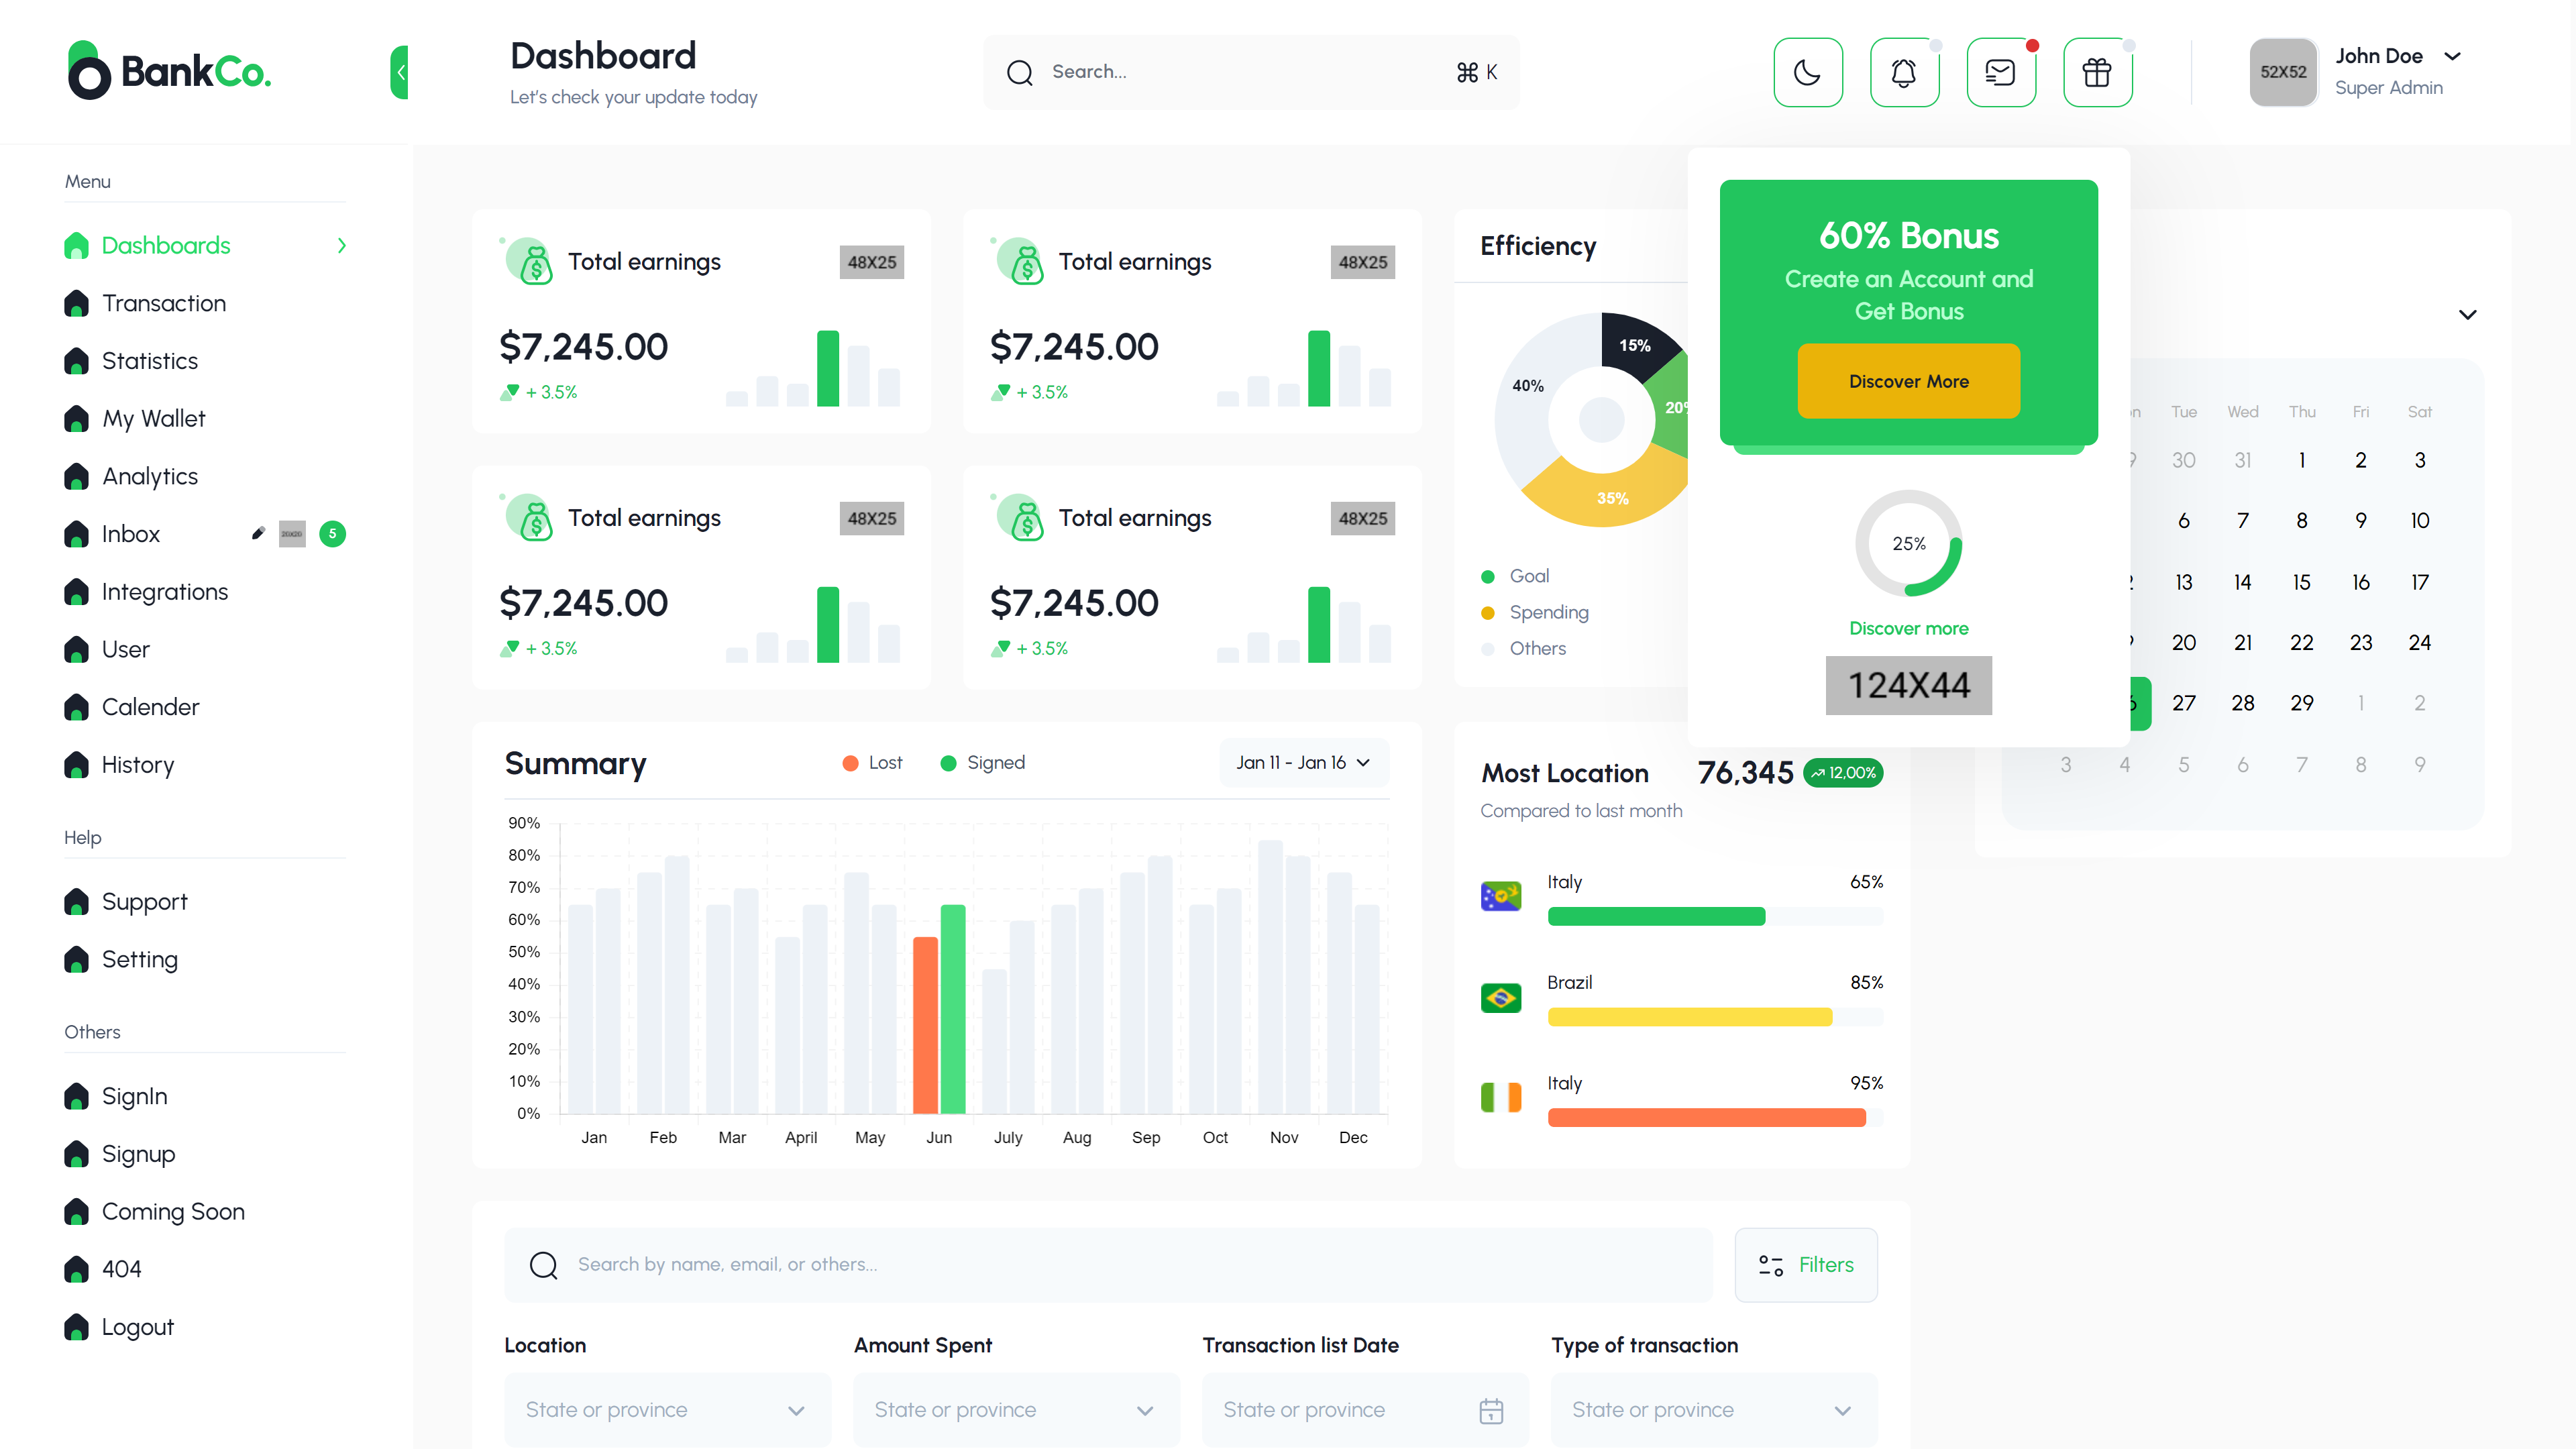 BankCo.
Dashboard
Let's check your update today
Search...
⌘ K
52X52
John Doe
Super Admin
Menu
Dashboards
Transaction
Statistics
My Wallet
Analytics
Inbox
5
Integrations
User
Calender
History
Help
Support
Setting
Others
SignIn
Signup
Coming Soon
404
Logout
Total earnings
48X25
$7,245.00
+ 3.5%
Total earnings
48X25
$7,245.00
+ 3.5%
Total earnings
48X25
$7,245.00
+ 3.5%
Total earnings
48X25
$7,245.00
+ 3.5%
Efficiency
15%
40%
20%
35%
Goal
Spending
Others
60% Bonus
Create an Account and
Get Bonus
Discover More
25%
Discover more
124X44
Tue Wed Thu Fri Sat
30 31 1 2 3
6 7 8 9 10
13 14 15 16 17
20 21 22 23 24
27 28 29 1 2
3 4 5 6 7 8 9
Summary
Lost
Signed
Jan 11 - Jan 16
90%
80%
70%
60%
50%
40%
30%
20%
10%
0%
Jan Feb Mar April May Jun July Aug Sep Oct Nov Dec
Most Location
76,345
12,00%
Compared to last month
Italy 65%
Brazil 85%
Italy 95%
Search by name, email, or others...
Filters
Location
State or province
Amount Spent
State or province
Transaction list Date
State or province
Type of transaction
State or province